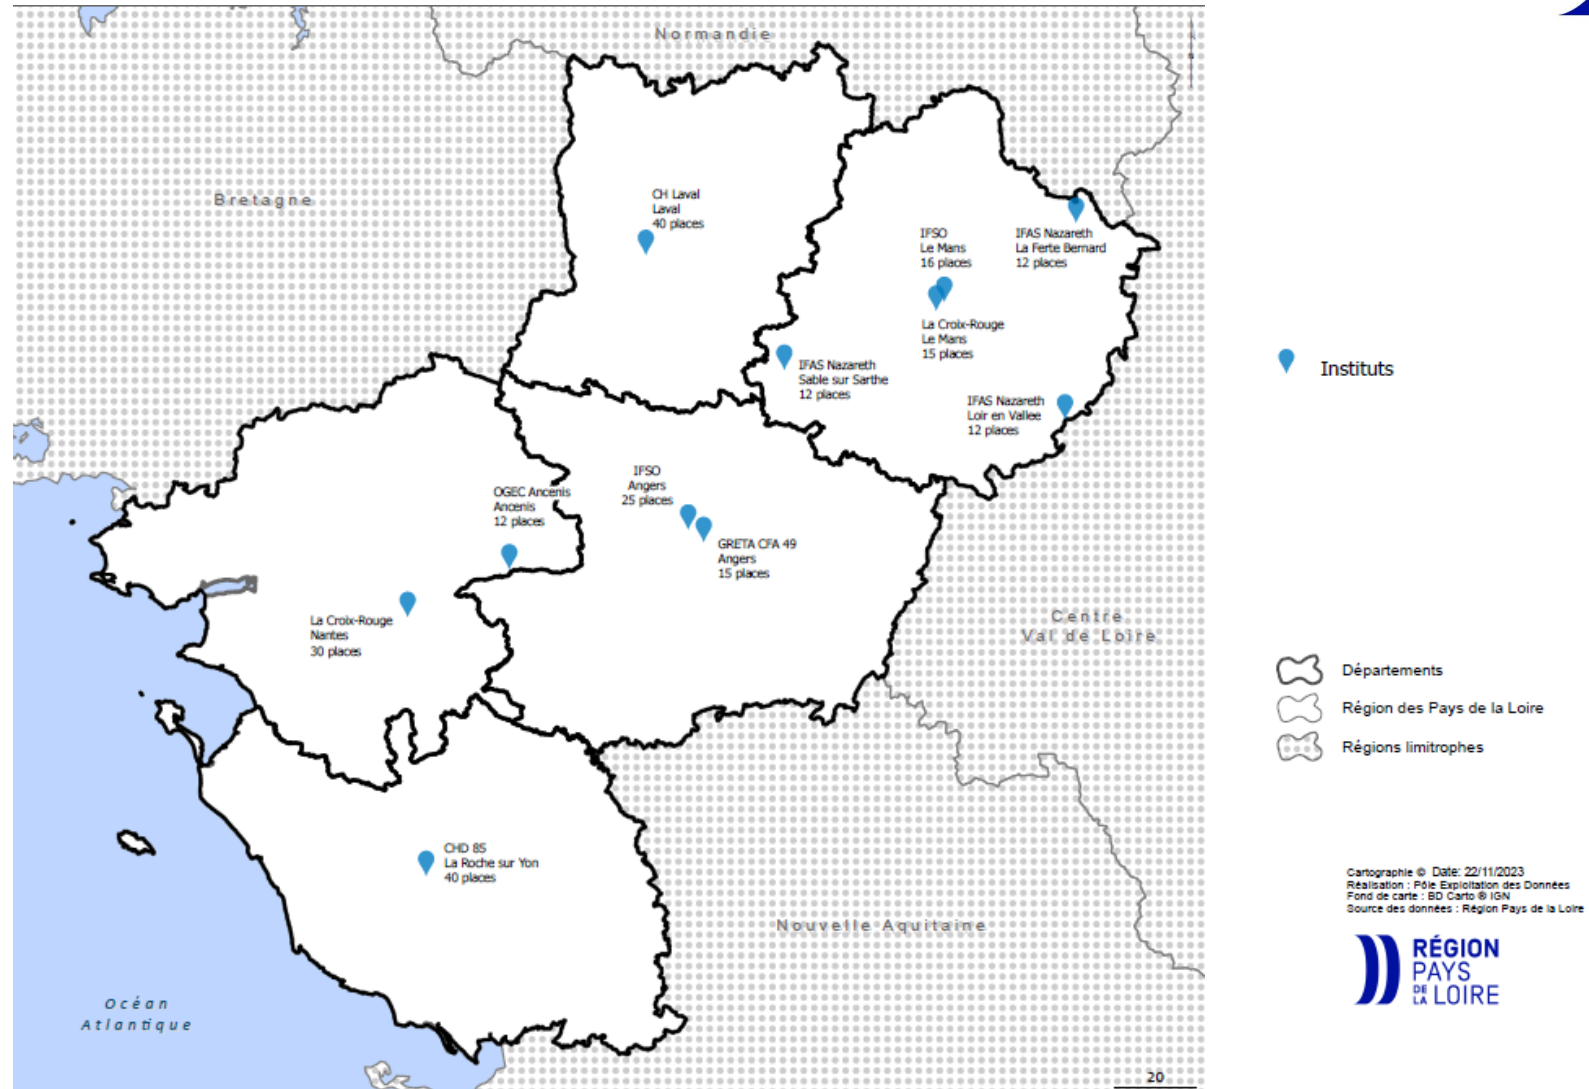 Normandie
Bretagne
CH Laval
Laval
40 places
IFSO
Le Mans
16 places
IFAS Nazareth
La Ferte Bernard
12 places
La Croix-Rouge
Le Mans
15 places
IFAS Nazareth
Sable sur Sarthe
12 places
IFAS Nazareth
Loir en Vallee
12 places
IFSO
Angers
25 places
OGEC Ancenis
Ancenis
12 places
GRETA CFA 49
Angers
15 places
La Croix-Rouge
Nantes
30 places
Centre
Val de Loire
CHD 85
La Roche sur Yon
40 places
Nouvelle Aquitaine
Océan
Atlantique
20
Instituts
Départements
Région des Pays de la Loire
Régions limitrophes
Cartographie © Date: 22/11/2023
Réalisation : Pôle Exploitation des Données
Fond de carte : BD Carto ® IGN
Source des données : Région Pays de la Loire
RÉGION
PAYS
DE LA LOIRE